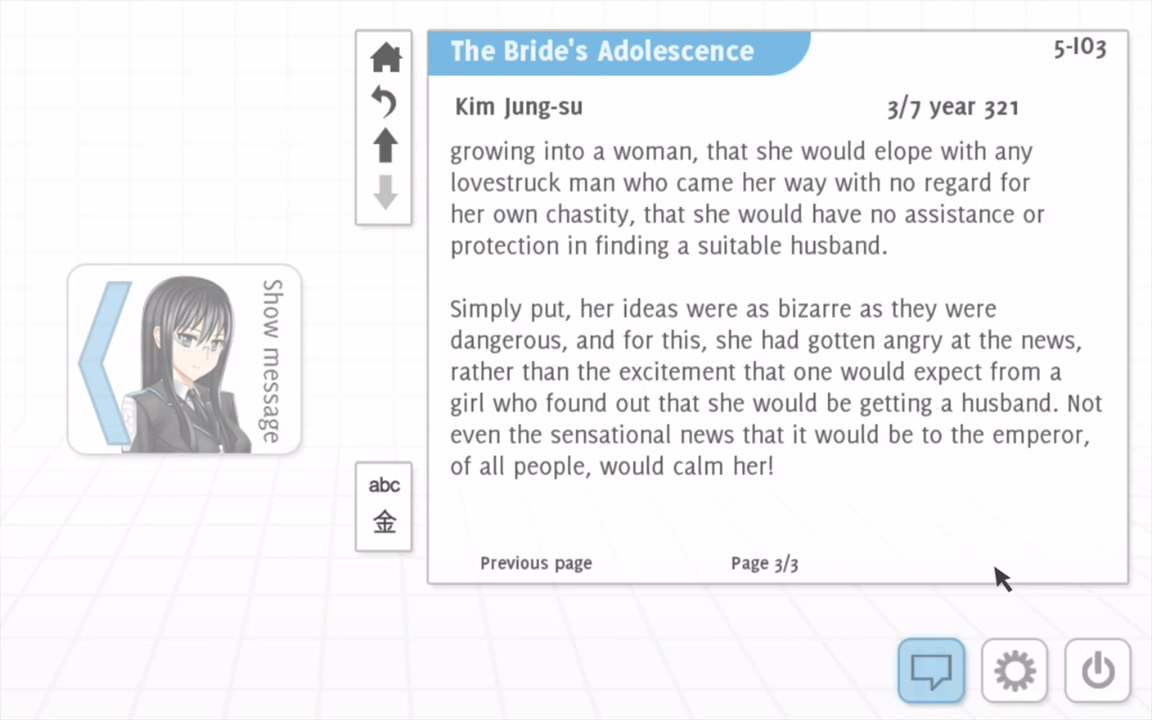 The Bride's Adolescence
5-103
Kim Jung-su
3/7 year 321
growing into a woman, that she would elope with any
lovestruck man who came her way with no regard for
her own chastity, that she would have no assistance or
protection in finding a suitable husband.
Simply put, her ideas were as bizarre as they were
dangerous, and for this, she had gotten angry at the news,
rather than the excitement that one would expect from a
girl who found out that she would be getting a husband. Not
even the sensational news that it would be to the emperor,
of all people, would calm her!
Previous page
Page 3/3
Show message
abc
金